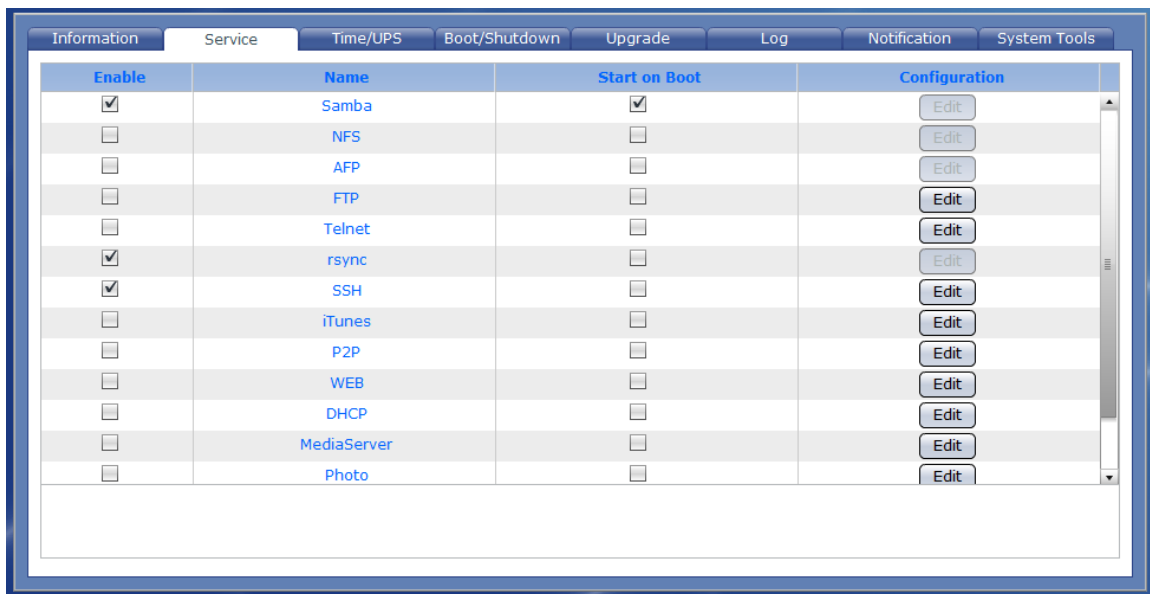 Information Service Time/UPS Boot/Shutdown Upgrade Log Notification System Tools
Enable Name Start on Boot Configuration
Samba Edit
NFS Edit
AFP Edit
FTP Edit
Telnet Edit
rsync Edit
SSH Edit
iTunes Edit
P2P Edit
WEB Edit
DHCP Edit
MediaServer Edit
Photo Edit